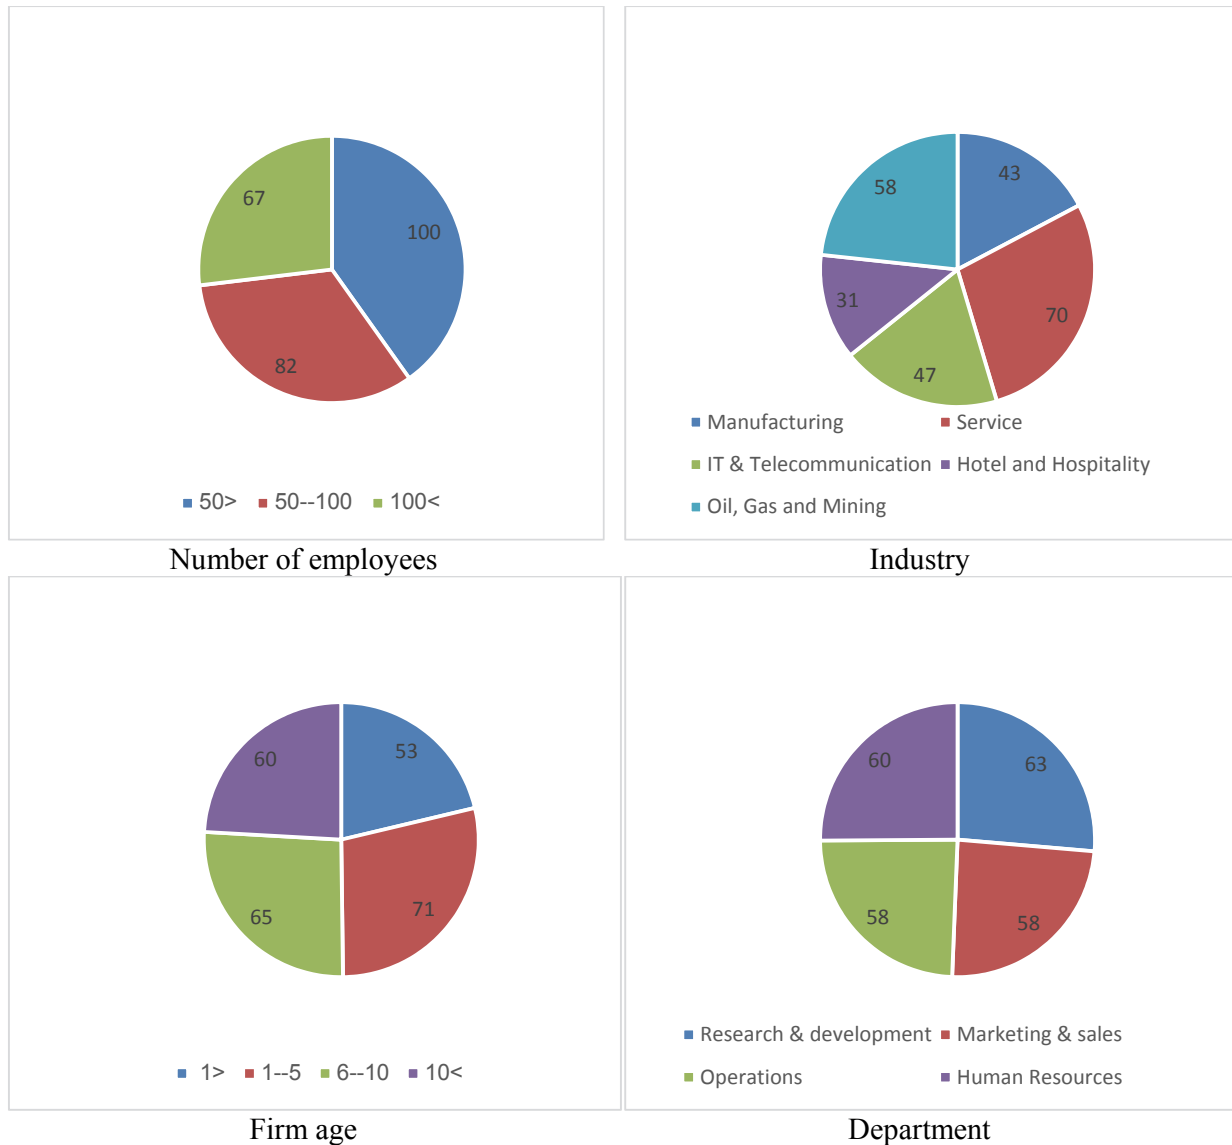 67
100
82
50> 50--100 100<
Number of employees
58
43
31
70
47
Manufacturing Service
IT & Telecommunication Hotel and Hospitality
Oil, Gas and Mining
Industry
60
53
65
71
1> 1--5 6--10 10<
Firm age
60
63
58
58
Research & development Marketing & sales
Operations Human Resources
Department